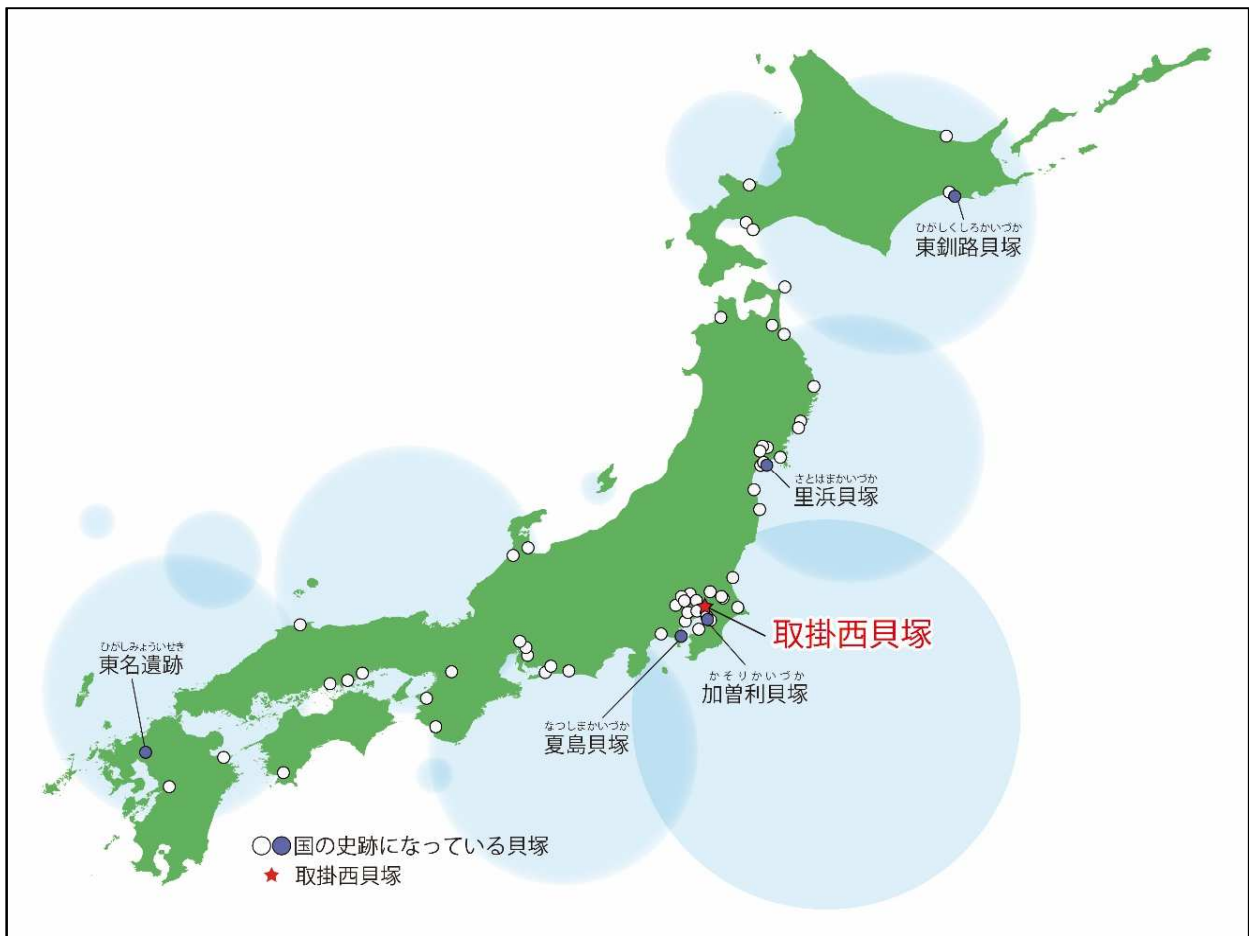 ひがしくしろかいづか
東釧路貝塚
さとはまかいづか
里浜貝塚
取掛西貝塚
かそりかいづか
加曽利貝塚
なつしまかいづか
夏島貝塚
ひがしみょういせき
東名遺跡
国の史跡になっている貝塚
取掛西貝塚